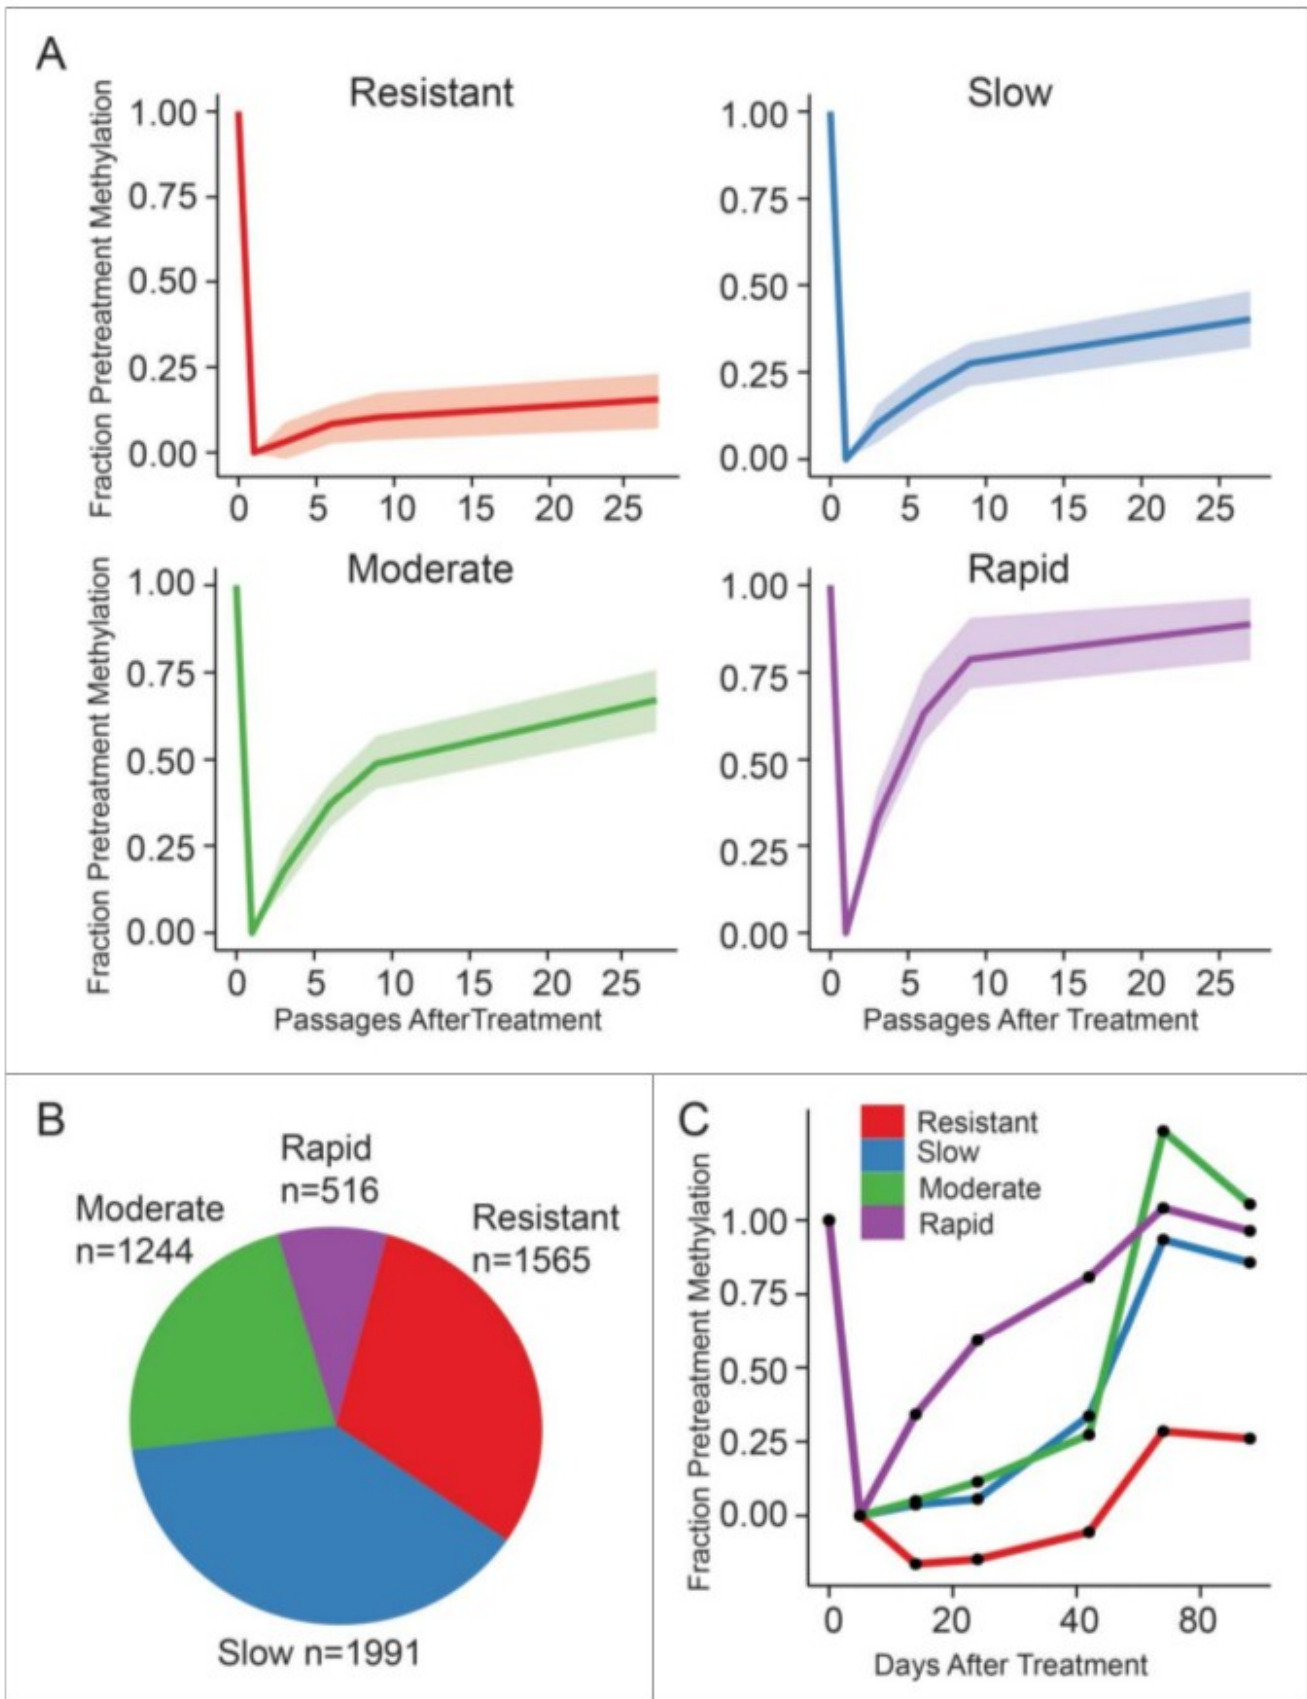 A
Resistant
Fraction Pretreatment Methylation
1.00
0.75
0.50
0.25
0.00
0 5 10 15 20 25
Slow
1.00
0.75
0.50
0.25
0.00
0 5 10 15 20 25
Moderate
Fraction Pretreatment Methylation
1.00
0.75
0.50
0.25
0.00
0 5 10 15 20 25
Passages AfterTreatment
Rapid
1.00
0.75
0.50
0.25
0.00
0 5 10 15 20 25
Passages After Treatment
B
Rapid
n=516
Moderate
n=1244
Resistant
n=1565
Slow n=1991
C
Resistant
Slow
Moderate
Rapid
Fraction Pretreatment Methylation
1.00
0.75
0.50
0.25
0.00
0 20 40 80
Days After Treatment